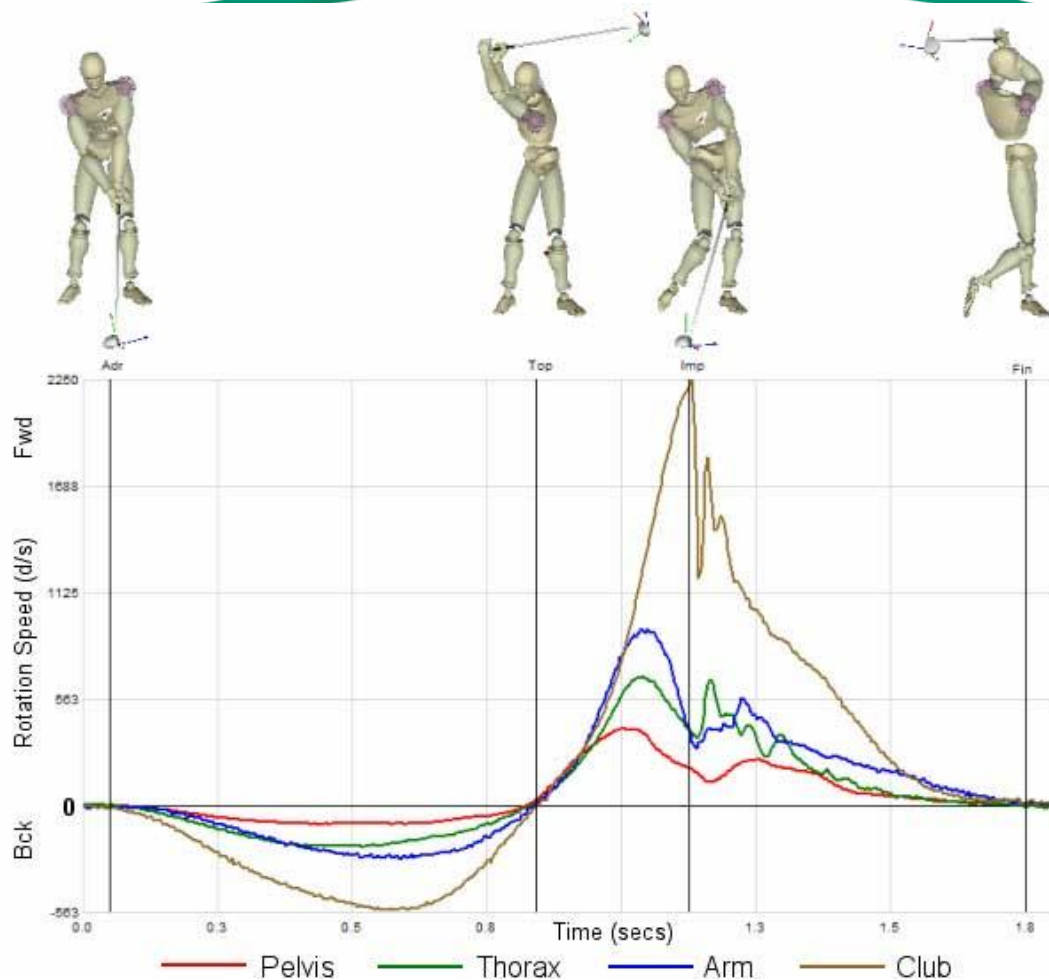 Adr Top Imp Fin
2250
Fwd
1688
1125
Rotation Speed (d/s)
563
0
Bck
-563
0.0 0.3 0.5 0.8 1.3 1.5 1.8
Time (secs)
Pelvis Thorax Arm Club